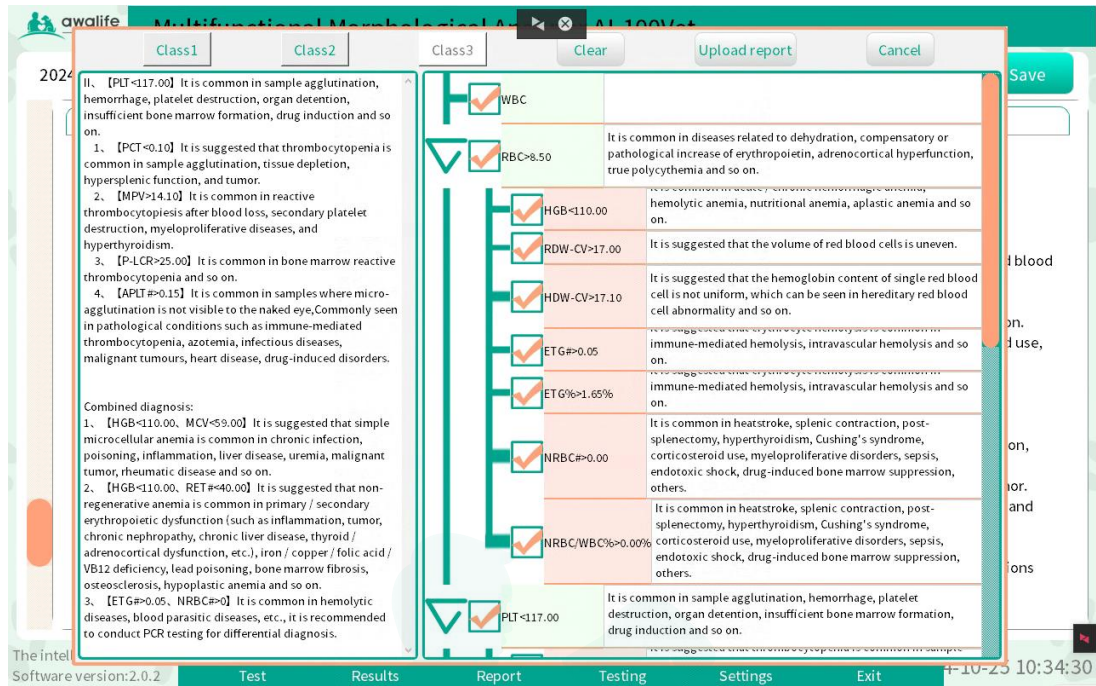 awalife
Class1
Class2
Class3
Clear
Upload report
Cancel
2024
Save
II、【PLT<117.00】It is common in sample agglutination,
hemorrhage, platelet destruction, organ detention,
insufficient bone marrow formation, drug induction and so
on.
1、【PCT<0.10】It is suggested that thrombocytopenia is
common in sample agglutination, tissue depletion,
hypersplenic function, and tumor.
2、【MPV>14.10】It is common in reactive
thrombocytopiesis after blood loss, secondary platelet
destruction, myeloproliferative diseases, and
hyperthyroidism.
3、【P-LCR>25.00】It is common in bone marrow reactive
thrombocytopenia and so on.
4、【APLT#>0.15】It is common in samples where micro-
agglutination is not visible to the naked eye,Commonly seen
in pathological conditions such as immune-mediated
thrombocytopenia, azotemia, infectious diseases,
malignant tumours, heart disease, drug-induced disorders.
Combined diagnosis:
1、【HGB<110.00、MCV<59.00】It is suggested that simple
microcellular anemia is common in chronic infection,
poisoning, inflammation, liver disease, uremia, malignant
tumor, rheumatic disease and so on.
2、【HGB<110.00、RET#<40.00】It is suggested that non-
regenerative anemia is common in primary / secondary
erythropoietic dysfunction (such as inflammation, tumor,
chronic nephropathy, chronic liver disease, thyroid /
adrenocortical dysfunction, etc.), iron / copper / folic acid /
VB12 deficiency, lead poisoning, bone marrow fibrosis,
osteosclerosis, hypoplastic anemia and so on.
3、【ETG#>0.05、NRBC#>0】It is common in hemolytic
diseases, blood parasitic diseases, etc., it is recommended
to conduct PCR testing for differential diagnosis.
WBC
RBC>8.50
It is common in diseases related to dehydration, compensatory or
pathological increase of erythropoietin, adrenocortical hyperfunction,
true polycythemia and so on.
HGB<110.00
hemolytic anemia, nutritional anemia, aplastic anemia and so
on.
RDW-CV>17.00
It is suggested that the volume of red blood cells is uneven.
HDW-CV>17.10
It is suggested that the hemoglobin content of single red blood
cell is not uniform, which can be seen in hereditary red blood
cell abnormality and so on.
ETG#>0.05
immune-mediated hemolysis, intravascular hemolysis and so
on.
ETG%>1.65%
immune-mediated hemolysis, intravascular hemolysis and so
on.
NRBC#>0.00
It is common in heatstroke, splenic contraction, post-
splenectomy, hyperthyroidism, Cushing's syndrome,
corticosteroid use, myeloproliferative disorders, sepsis,
endotoxic shock, drug-induced bone marrow suppression,
others.
NRBC/WBC%>0.00%
It is common in heatstroke, splenic contraction, post-
splenectomy, hyperthyroidism, Cushing's syndrome,
corticosteroid use, myeloproliferative disorders, sepsis,
endotoxic shock, drug-induced bone marrow suppression,
others.
PLT<117.00
It is common in sample agglutination, hemorrhage, platelet
destruction, organ detention, insufficient bone marrow formation,
drug induction and so on.
blood
on.
use,
on,
or.
and
ions
The intel
Software version:2.0.2
Test
Results
Report
Testing
Settings
Exit
4-10-25 10:34:30